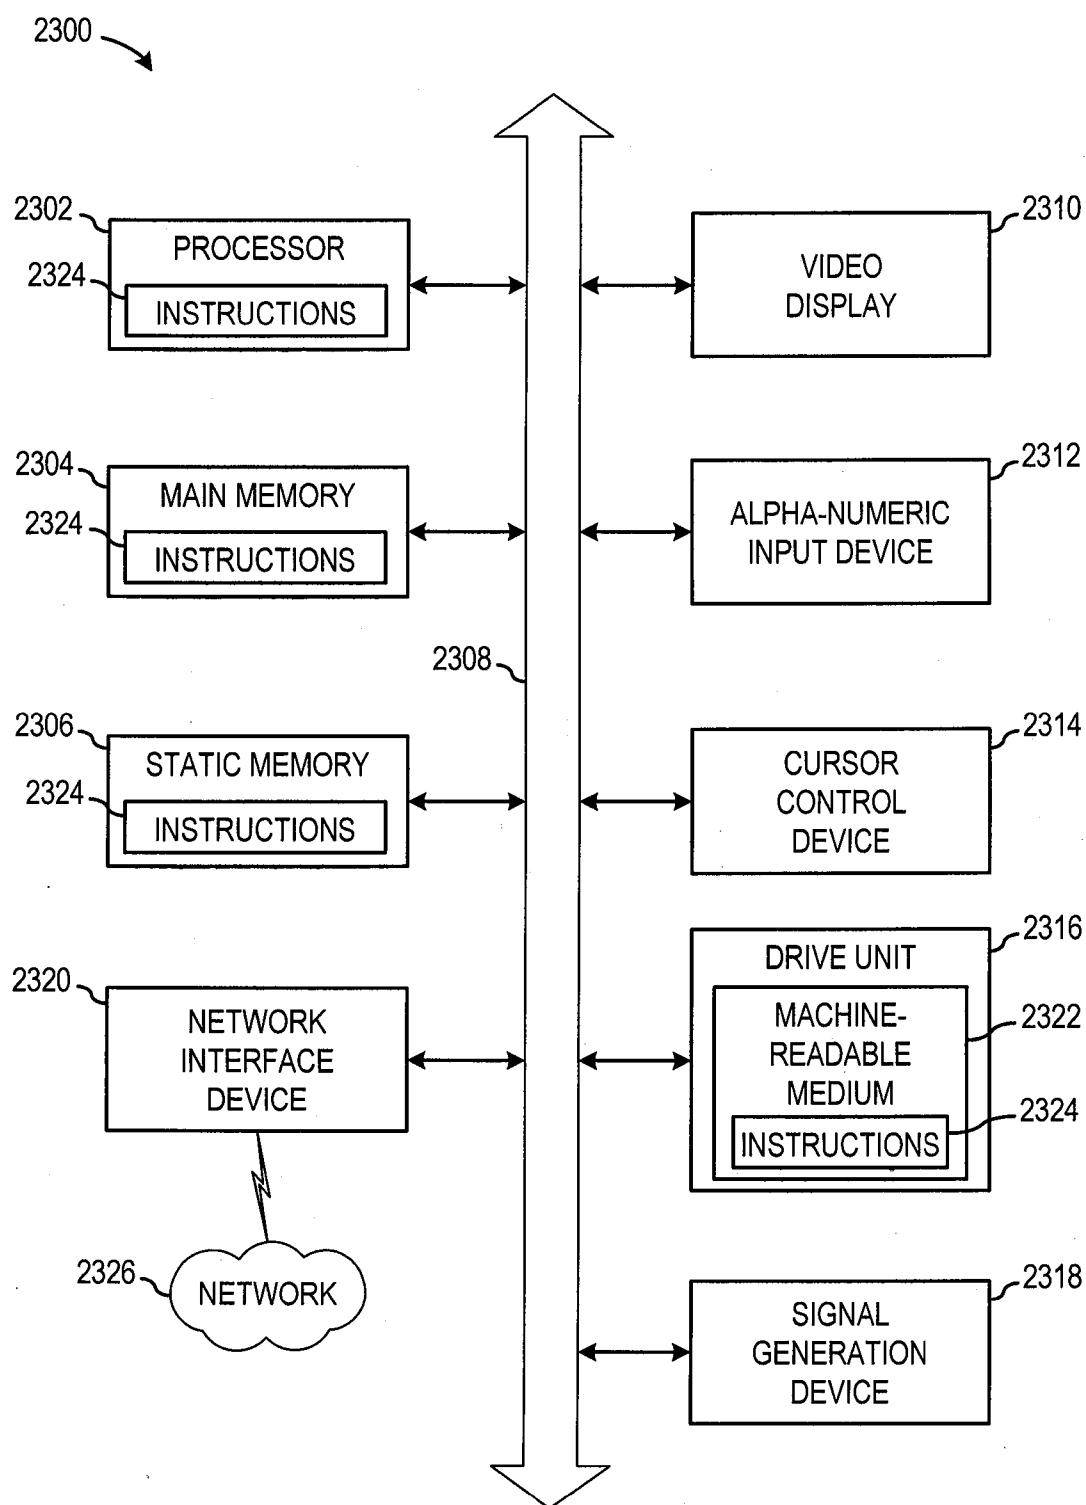 2300
2302
PROCESSOR
2324
INSTRUCTIONS
2304
MAIN MEMORY
2324
INSTRUCTIONS
2308
2306
STATIC MEMORY
2324
INSTRUCTIONS
2320
NETWORK
INTERFACE
DEVICE
2326
NETWORK
2310
VIDEO
DISPLAY
2312
ALPHA-NUMERIC
INPUT DEVICE
2314
CURSOR
CONTROL
DEVICE
2316
DRIVE UNIT
2322
MACHINE-
READABLE
MEDIUM
2324
INSTRUCTIONS
2318
SIGNAL
GENERATION
DEVICE